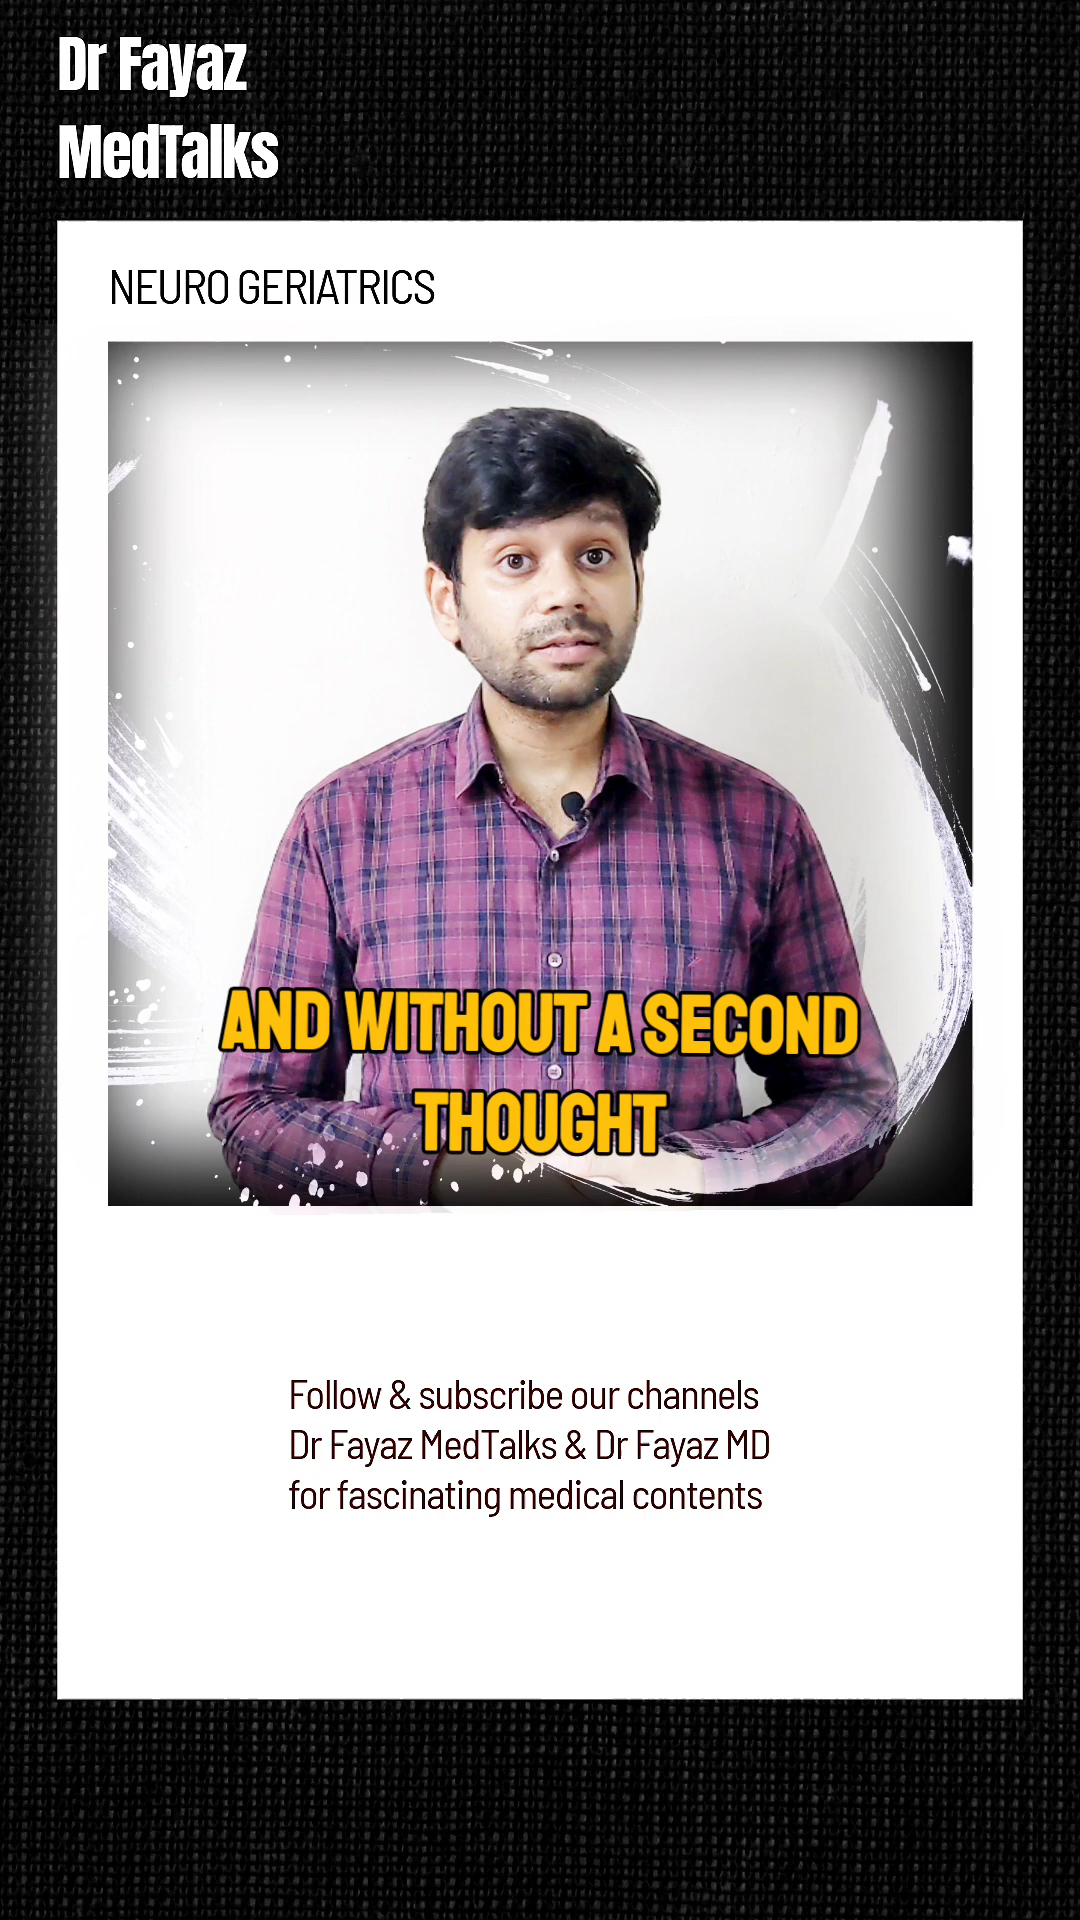 Dr Fayaz
MedTalks
NEURO GERIATRICS
AND WITHOUT A SECOND
THOUGHT
Follow & subscribe our channels
Dr Fayaz MedTalks & Dr Fayaz MD
for fascinating medical contents